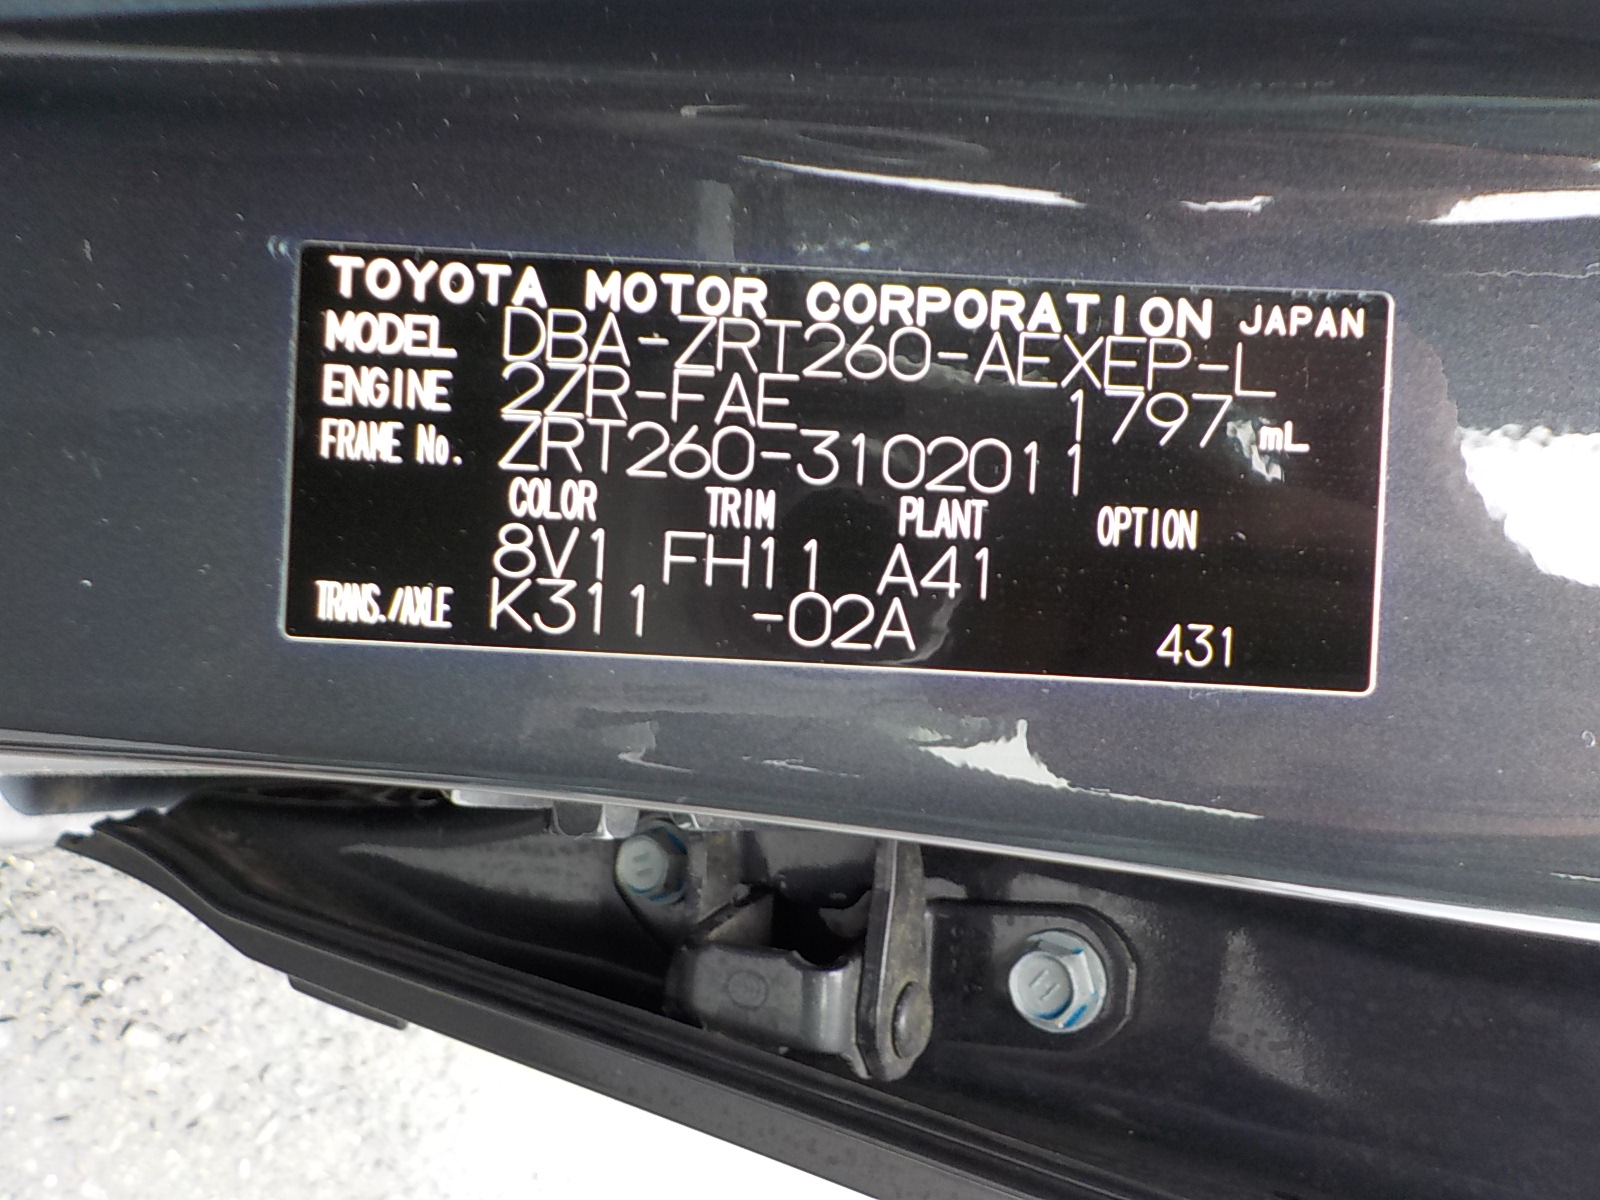 TOYOTA MOTOR CORPORATION JAPAN
MODEL DBA-ZRT260-AEXEP-L
ENGINE 2ZR-FAE 1797 mL
FRAME No. ZRT260-3102011
COLOR TRIM PLANT OPTION
8V1 FH11 A41
TRANS./AXLE K311 -02A 431